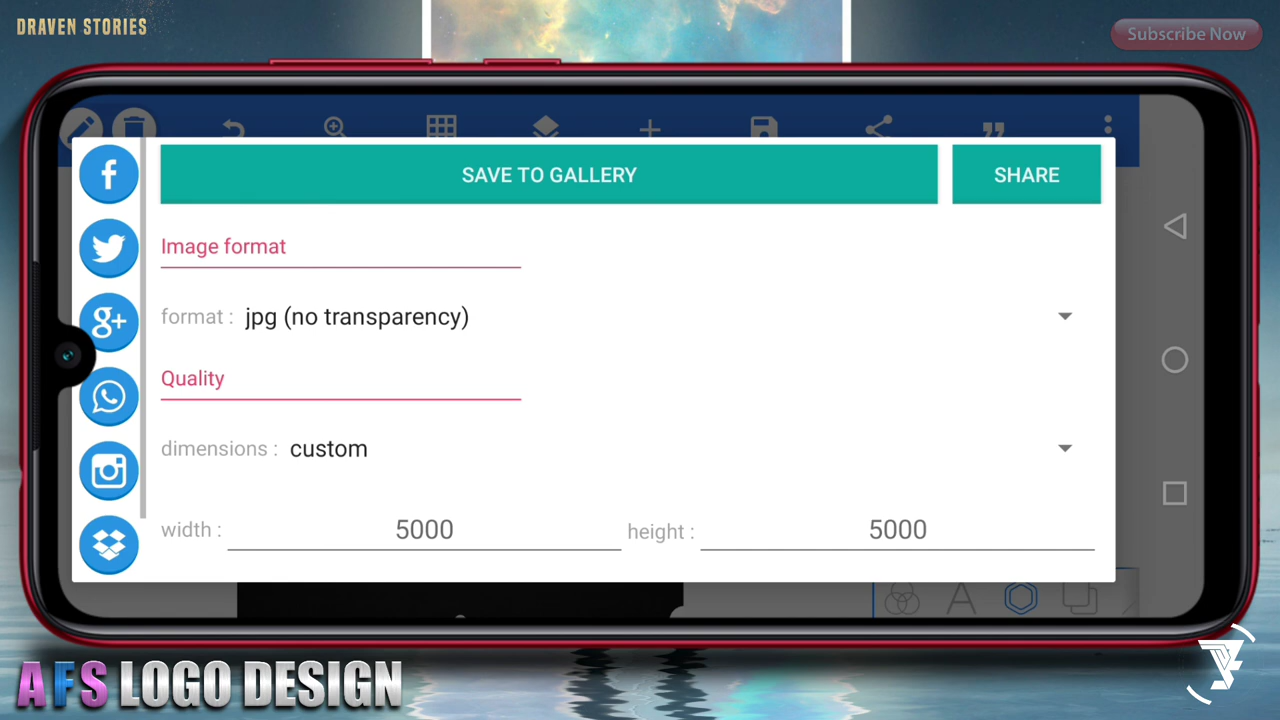 DRAVEN STORIES
Subscribe Now
SAVE TO GALLERY
SHARE
Image format
format : jpg (no transparency)
Quality
dimensions : custom
width : 5000 height : 5000
AFS LOGO DESIGN